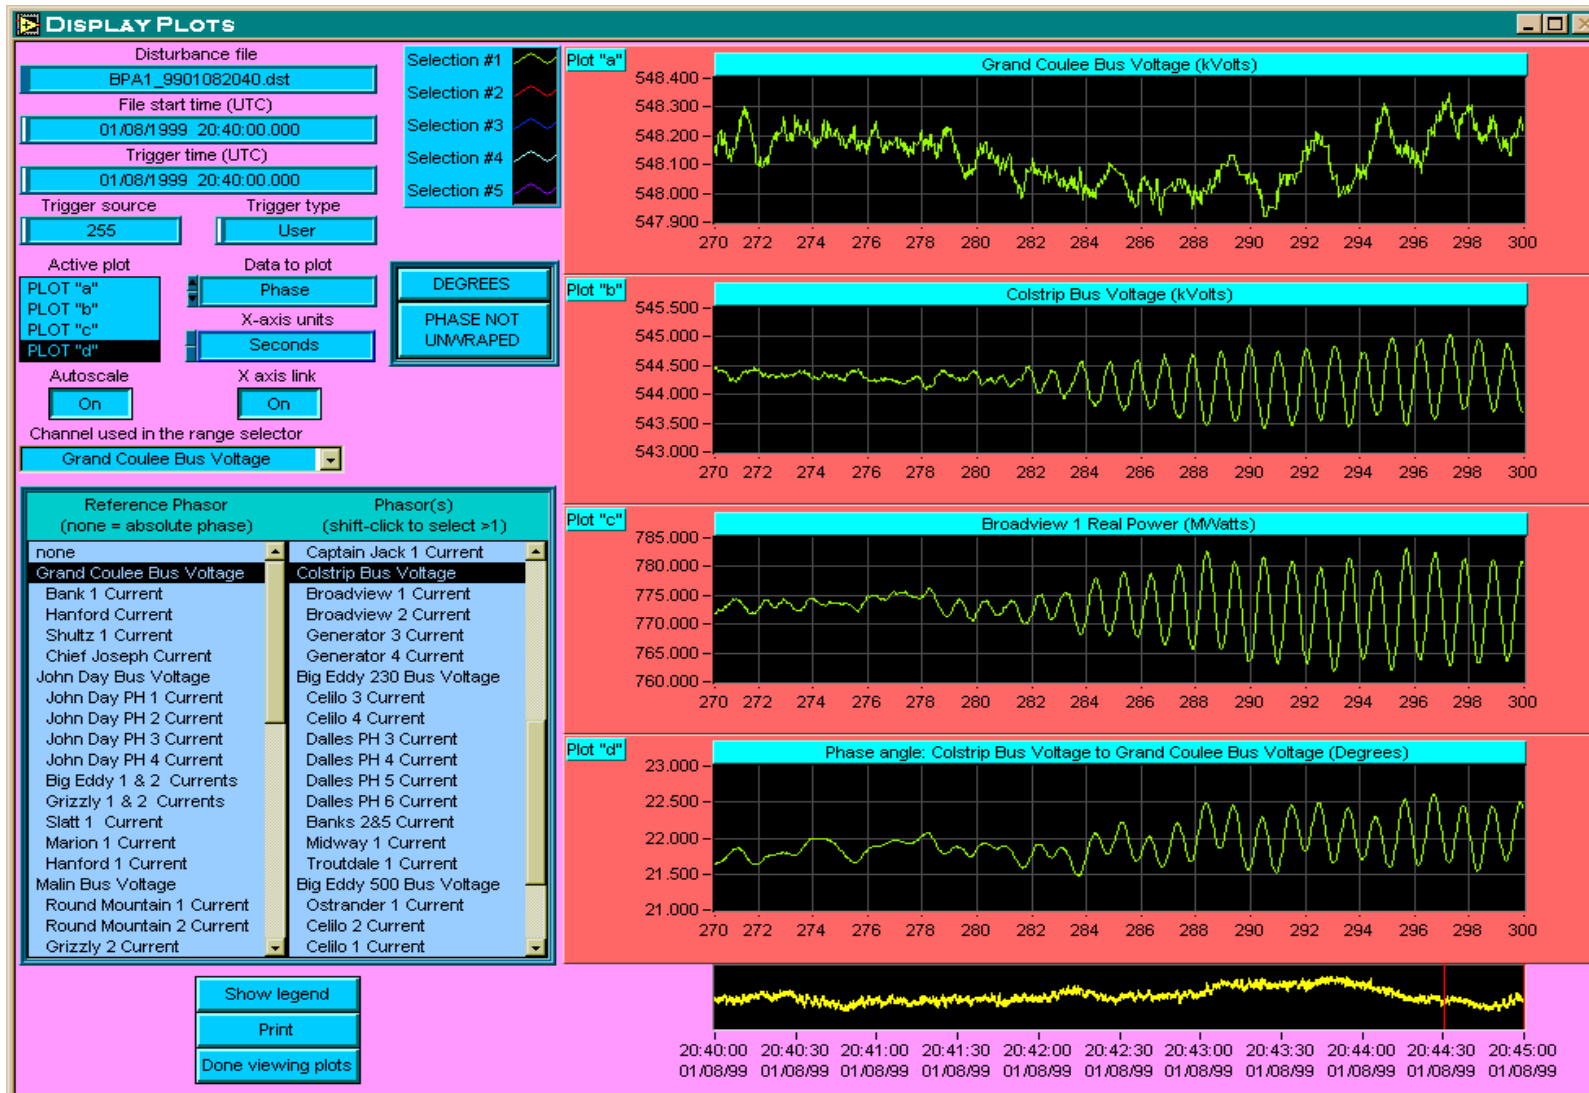 DISPLAY PLOTS
Disturbance file
BPA1_9901082040.dst
File start time (UTC)
01/08/1999 20:40:00.000
Trigger time (UTC)
01/08/1999 20:40:00.000
Trigger source
255
Trigger type
User
Selection #1
Selection #2
Selection #3
Selection #4
Selection #5
Active plot
PLOT "a"
PLOT "b"
PLOT "c"
PLOT "d"
Data to plot
Phase
X-axis units
Seconds
DEGREES
PHASE NOT
UNWRAPED
Autoscale
On
X axis link
On
Channel used in the range selector
Grand Coulee Bus Voltage
Reference Phasor
(none = absolute phase)
none
Grand Coulee Bus Voltage
Bank 1 Current
Hanford Current
Shultz 1 Current
Chief Joseph Current
John Day Bus Voltage
John Day PH 1 Current
John Day PH 2 Current
John Day PH 3 Current
John Day PH 4 Current
Big Eddy 1 & 2 Currents
Grizzly 1 & 2 Currents
Slatt 1 Current
Marion 1 Current
Hanford 1 Current
Malin Bus Voltage
Round Mountain 1 Current
Round Mountain 2 Current
Grizzly 2 Current
Phasor(s)
(shift-click to select >1)
Captain Jack 1 Current
Colstrip Bus Voltage
Broadview 1 Current
Broadview 2 Current
Generator 3 Current
Generator 4 Current
Big Eddy 230 Bus Voltage
Celilo 3 Current
Celilo 4 Current
Dalles PH 3 Current
Dalles PH 4 Current
Dalles PH 5 Current
Dalles PH 6 Current
Banks 2&5 Current
Midway 1 Current
Troutdale 1 Current
Big Eddy 500 Bus Voltage
Ostrander 1 Current
Celilo 2 Current
Celilo 1 Current
Show legend
Print
Done viewing plots
Plot "a"
Grand Coulee Bus Voltage (kVolts)
548.400
548.300
548.200
548.100
548.000
547.900
270 272 274 276 278 280 282 284 286 288 290 292 294 296 298 300
Plot "b"
Colstrip Bus Voltage (kVolts)
545.500
545.000
544.500
544.000
543.500
543.000
270 272 274 276 278 280 282 284 286 288 290 292 294 296 298 300
Plot "c"
Broadview 1 Real Power (MWatts)
785.000
780.000
775.000
770.000
765.000
760.000
270 272 274 276 278 280 282 284 286 288 290 292 294 296 298 300
Plot "d"
Phase angle: Colstrip Bus Voltage to Grand Coulee Bus Voltage (Degrees)
23.000
22.500
22.000
21.500
21.000
270 272 274 276 278 280 282 284 286 288 290 292 294 296 298 300
20:40:00 20:40:30 20:41:00 20:41:30 20:42:00 20:42:30 20:43:00 20:43:30 20:44:00 20:44:30 20:45:00
01/08/99 01/08/99 01/08/99 01/08/99 01/08/99 01/08/99 01/08/99 01/08/99 01/08/99 01/08/99 01/08/99